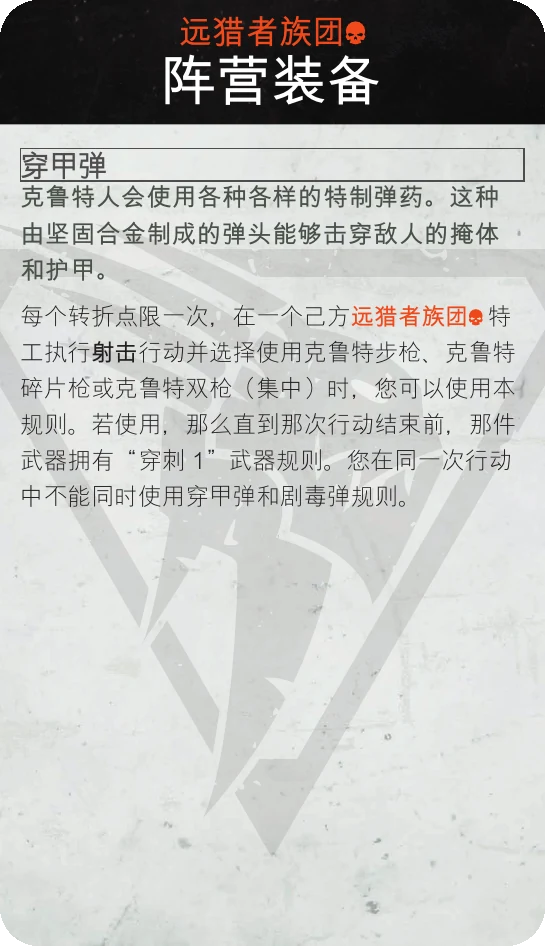 远猎者族团
阵营装备
穿甲弹
克鲁特人会使用各种各样的特制弹药。这种
由坚固合金制成的弹头能够击穿敌人的掩体
和护甲。
每个转折点限一次，在一个己方远猎者族团特
工执行射击行动并选择使用克鲁特步枪、克鲁特
碎片枪或克鲁特双枪（集中）时，您可以使用本
规则。若使用，那么直到那次行动结束前，那件
武器拥有“穿刺 1”武器规则。您在同一次行动
中不能同时使用穿甲弹和剧毒弹规则。